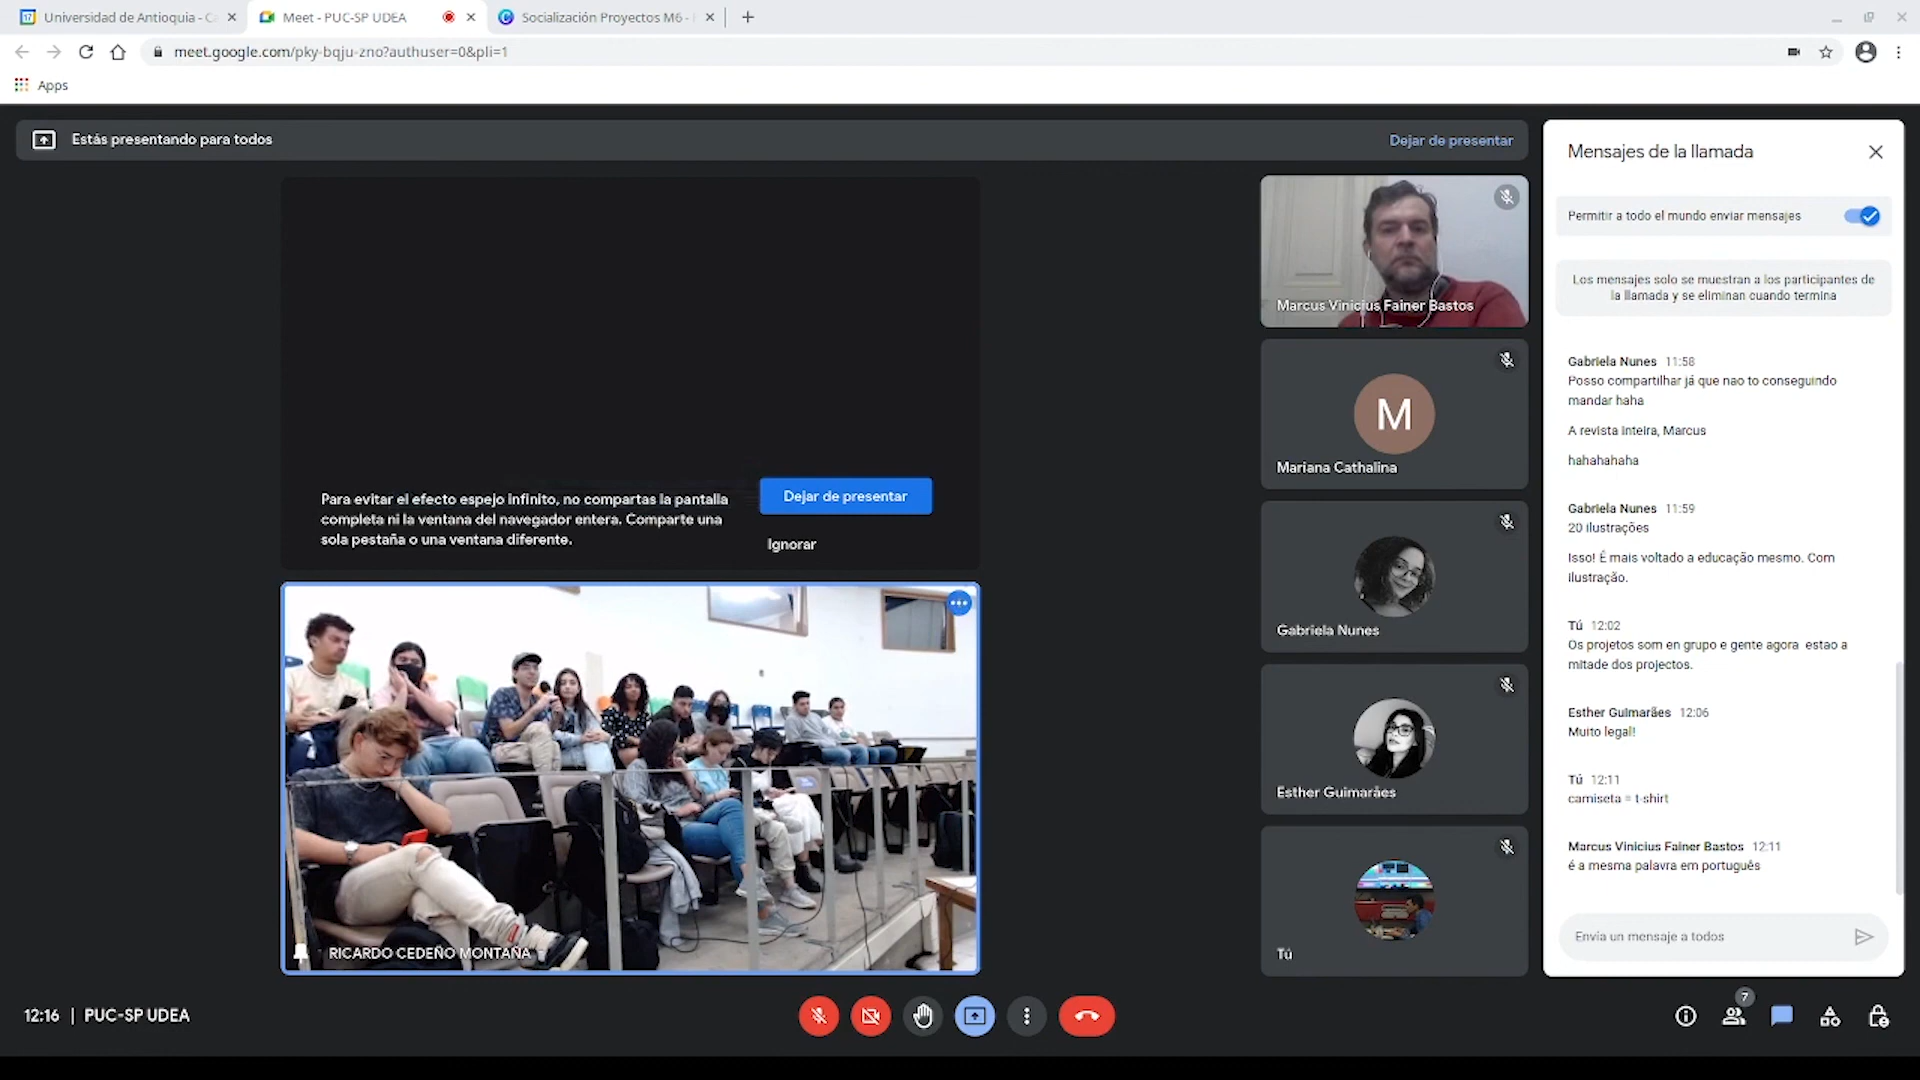 Universidad de Antioquia - C
Meet - PUC-SP UDEA
Socialización Proyectos M6 -
meet.google.com/pky-bqju-zno?authuser=0&pli=1
Apps
Estás presentando para todos
Dejar de presentar
Para evitar el efecto espejo infinito, no compartas la pantalla
completa ni la ventana del navegador entera. Comparte una
sola pestaña o una ventana diferente.
Dejar de presentar
Ignorar
RICARDO CEDEÑO MONTAÑA
Marcus Vinicius Fainer Bastos
M
Mariana Cathalina
Gabriela Nunes
Esther Guimarães
Tú
Mensajes de la llamada
Permitir a todo el mundo enviar mensajes
Los mensajes solo se muestran a los participantes de
la llamada y se eliminan cuando termina
Gabriela Nunes 11:58
Posso compartilhar já que nao to conseguindo
mandar haha
A revista inteira, Marcus
hahahahaha
Gabriela Nunes 11:59
20 ilustrações
Isso! É mais voltado a educação mesmo. Com
ilustração.
Tú 12:02
Os projetos som en grupo e gente agora estao a
mitade dos projectos.
Esther Guimarães 12:06
Muito legal!
Tú 12:11
camiseta = t-shirt
Marcus Vinicius Fainer Bastos 12:11
é a mesma palavra em português
Envía un mensaje a todos
12:16 | PUC-SP UDEA
7